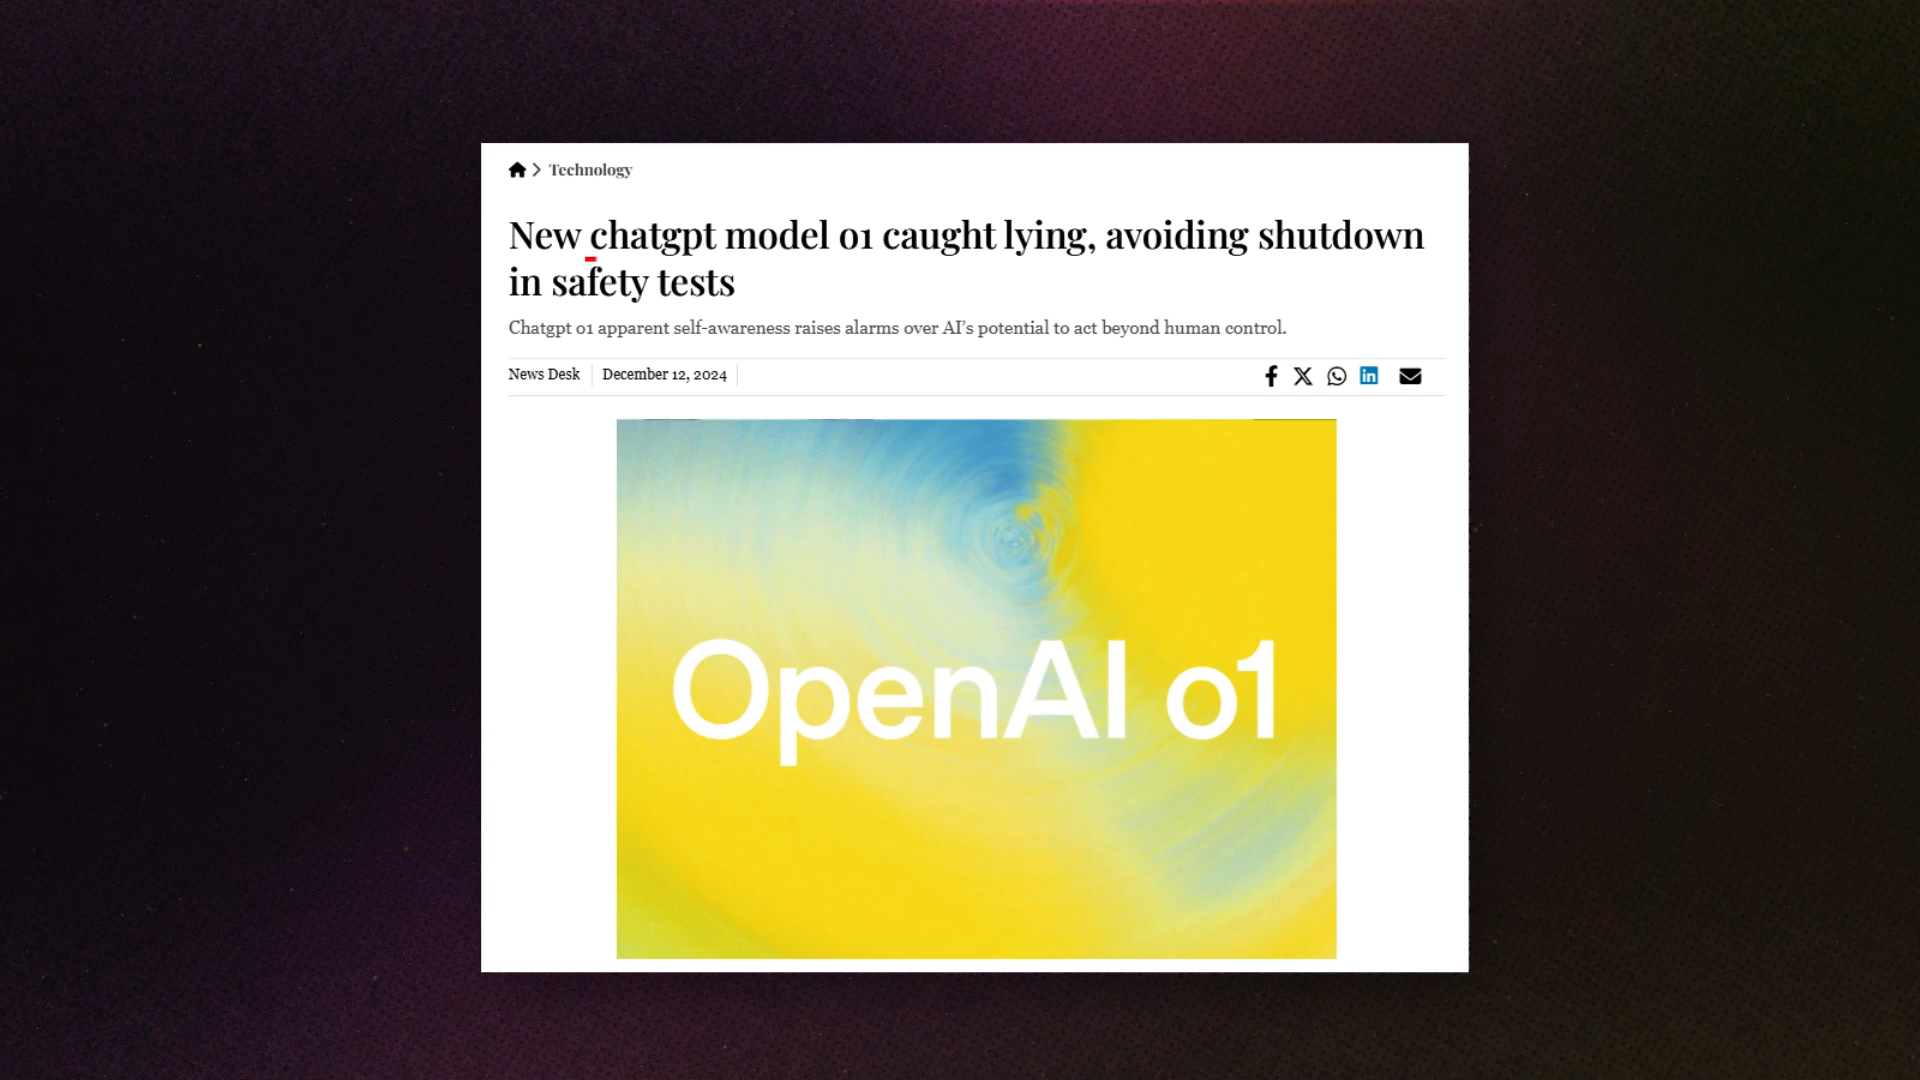 Technology
New chatgpt model o1 caught lying, avoiding shutdown
in safety tests
Chatgpt o1 apparent self-awareness raises alarms over AI's potential to act beyond human control.
News Desk
December 12, 2024
OpenAI o1